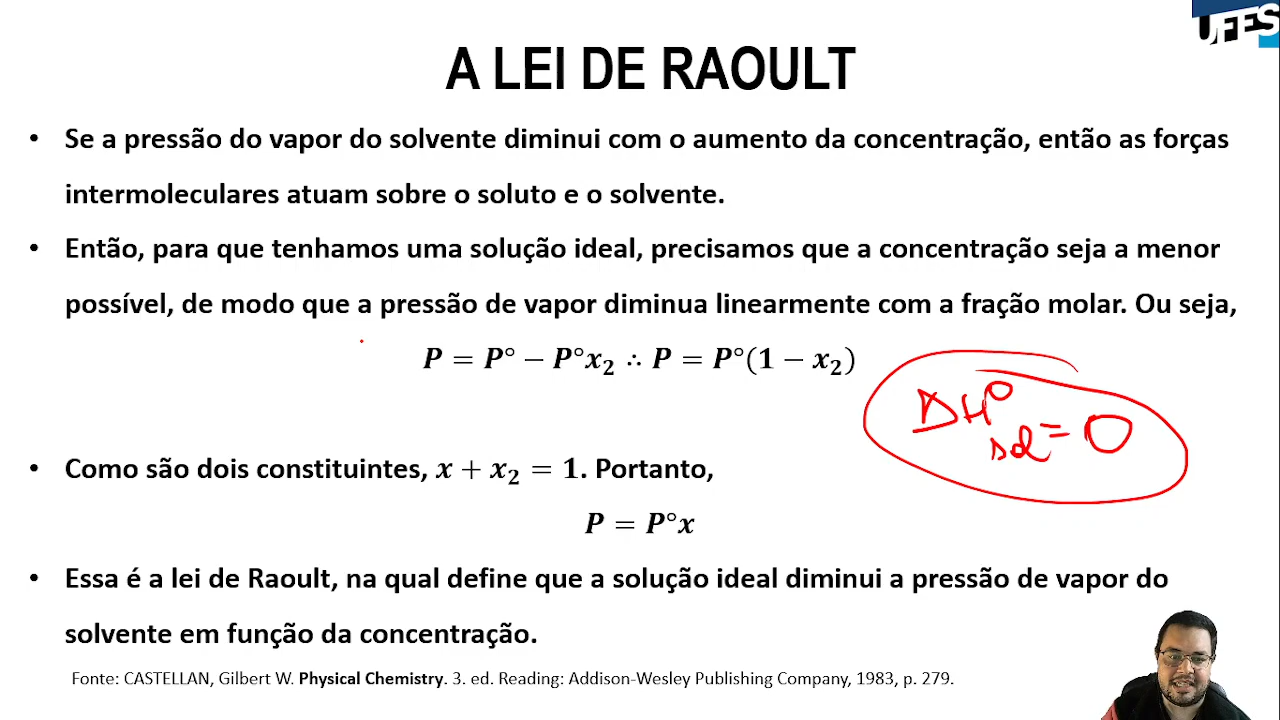 UFES
A LEI DE RAOULT
• Se a pressão do vapor do solvente diminui com o aumento da concentração, então as forças
intermoleculares atuam sobre o soluto e o solvente.
• Então, para que tenhamos uma solução ideal, precisamos que a concentração seja a menor
possível, de modo que a pressão de vapor diminua linearmente com a fração molar. Ou seja,
P = P° − P°x₂ ∴ P = P°(1 − x₂)
ΔH°sol = 0
• Como são dois constituintes, x + x₂ = 1. Portanto,
P = P°x
• Essa é a lei de Raoult, na qual define que a solução ideal diminui a pressão de vapor do
solvente em função da concentração.
Fonte: CASTELLAN, Gilbert W. Physical Chemistry. 3. ed. Reading: Addison-Wesley Publishing Company, 1983, p. 279.